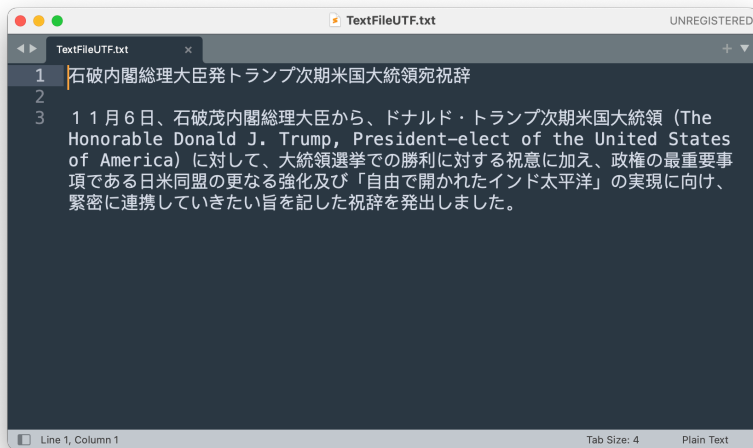 TextFileUTF.txt
UNREGISTERED
TextFileUTF.txt
1 石破内閣総理大臣発トランプ次期米国大統領宛祝辞
2
3 １１月６日、石破茂内閣総理大臣から、ドナルド・トランプ次期米国大統領（The
Honorable Donald J. Trump, President-elect of the United States
of America）に対して、大統領選挙での勝利に対する祝意に加え、政権の最重要事
項である日米同盟の更なる強化及び「自由で開かれたインド太平洋」の実現に向け、
緊密に連携していきたい旨を記した祝辞を発出しました。
Line 1, Column 1
Tab Size: 4
Plain Text